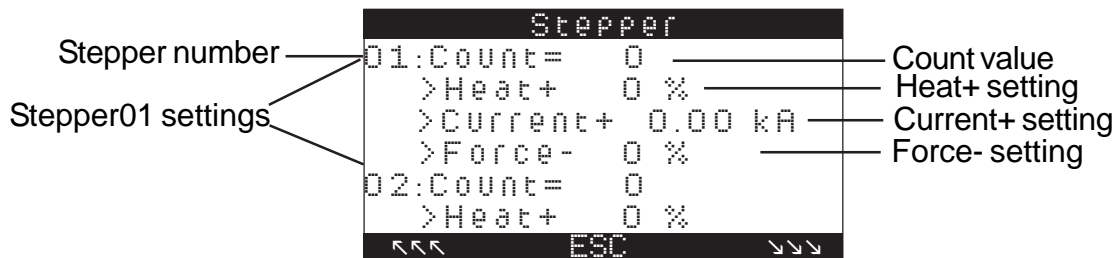 Stepper
Stepper number
01:Count= 0
Count value
>Heat+ 0 %
Heat+ setting
Stepper01 settings
>Current+ 0.00 kA
Current+ setting
>Force- 0 %
Force- setting
02:Count= 0
>Heat+ 0 %
↖↖↖ ESC ↘↘↘